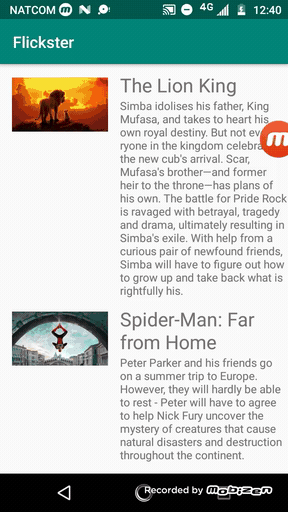 NATCOM 4G 12:40
Flickster
The Lion King
Simba idolises his father, King
Mufasa, and takes to heart his
own royal destiny. But not eve
ryone in the kingdom celebra
the new cub's arrival. Scar,
Mufasa's brother—and former
heir to the throne—has plans of
his own. The battle for Pride Rock
is ravaged with betrayal, tragedy
and drama, ultimately resulting in
Simba's exile. With help from a
curious pair of newfound friends,
Simba will have to figure out how
to grow up and take back what is
rightfully his.
Spider-Man: Far
from Home
Peter Parker and his friends go
on a summer trip to Europe.
However, they will hardly be able
to rest - Peter will have to agree
to help Nick Fury uncover the
mystery of creatures that cause
natural disasters and destruction
throughout the continent.
Recorded by mobizen